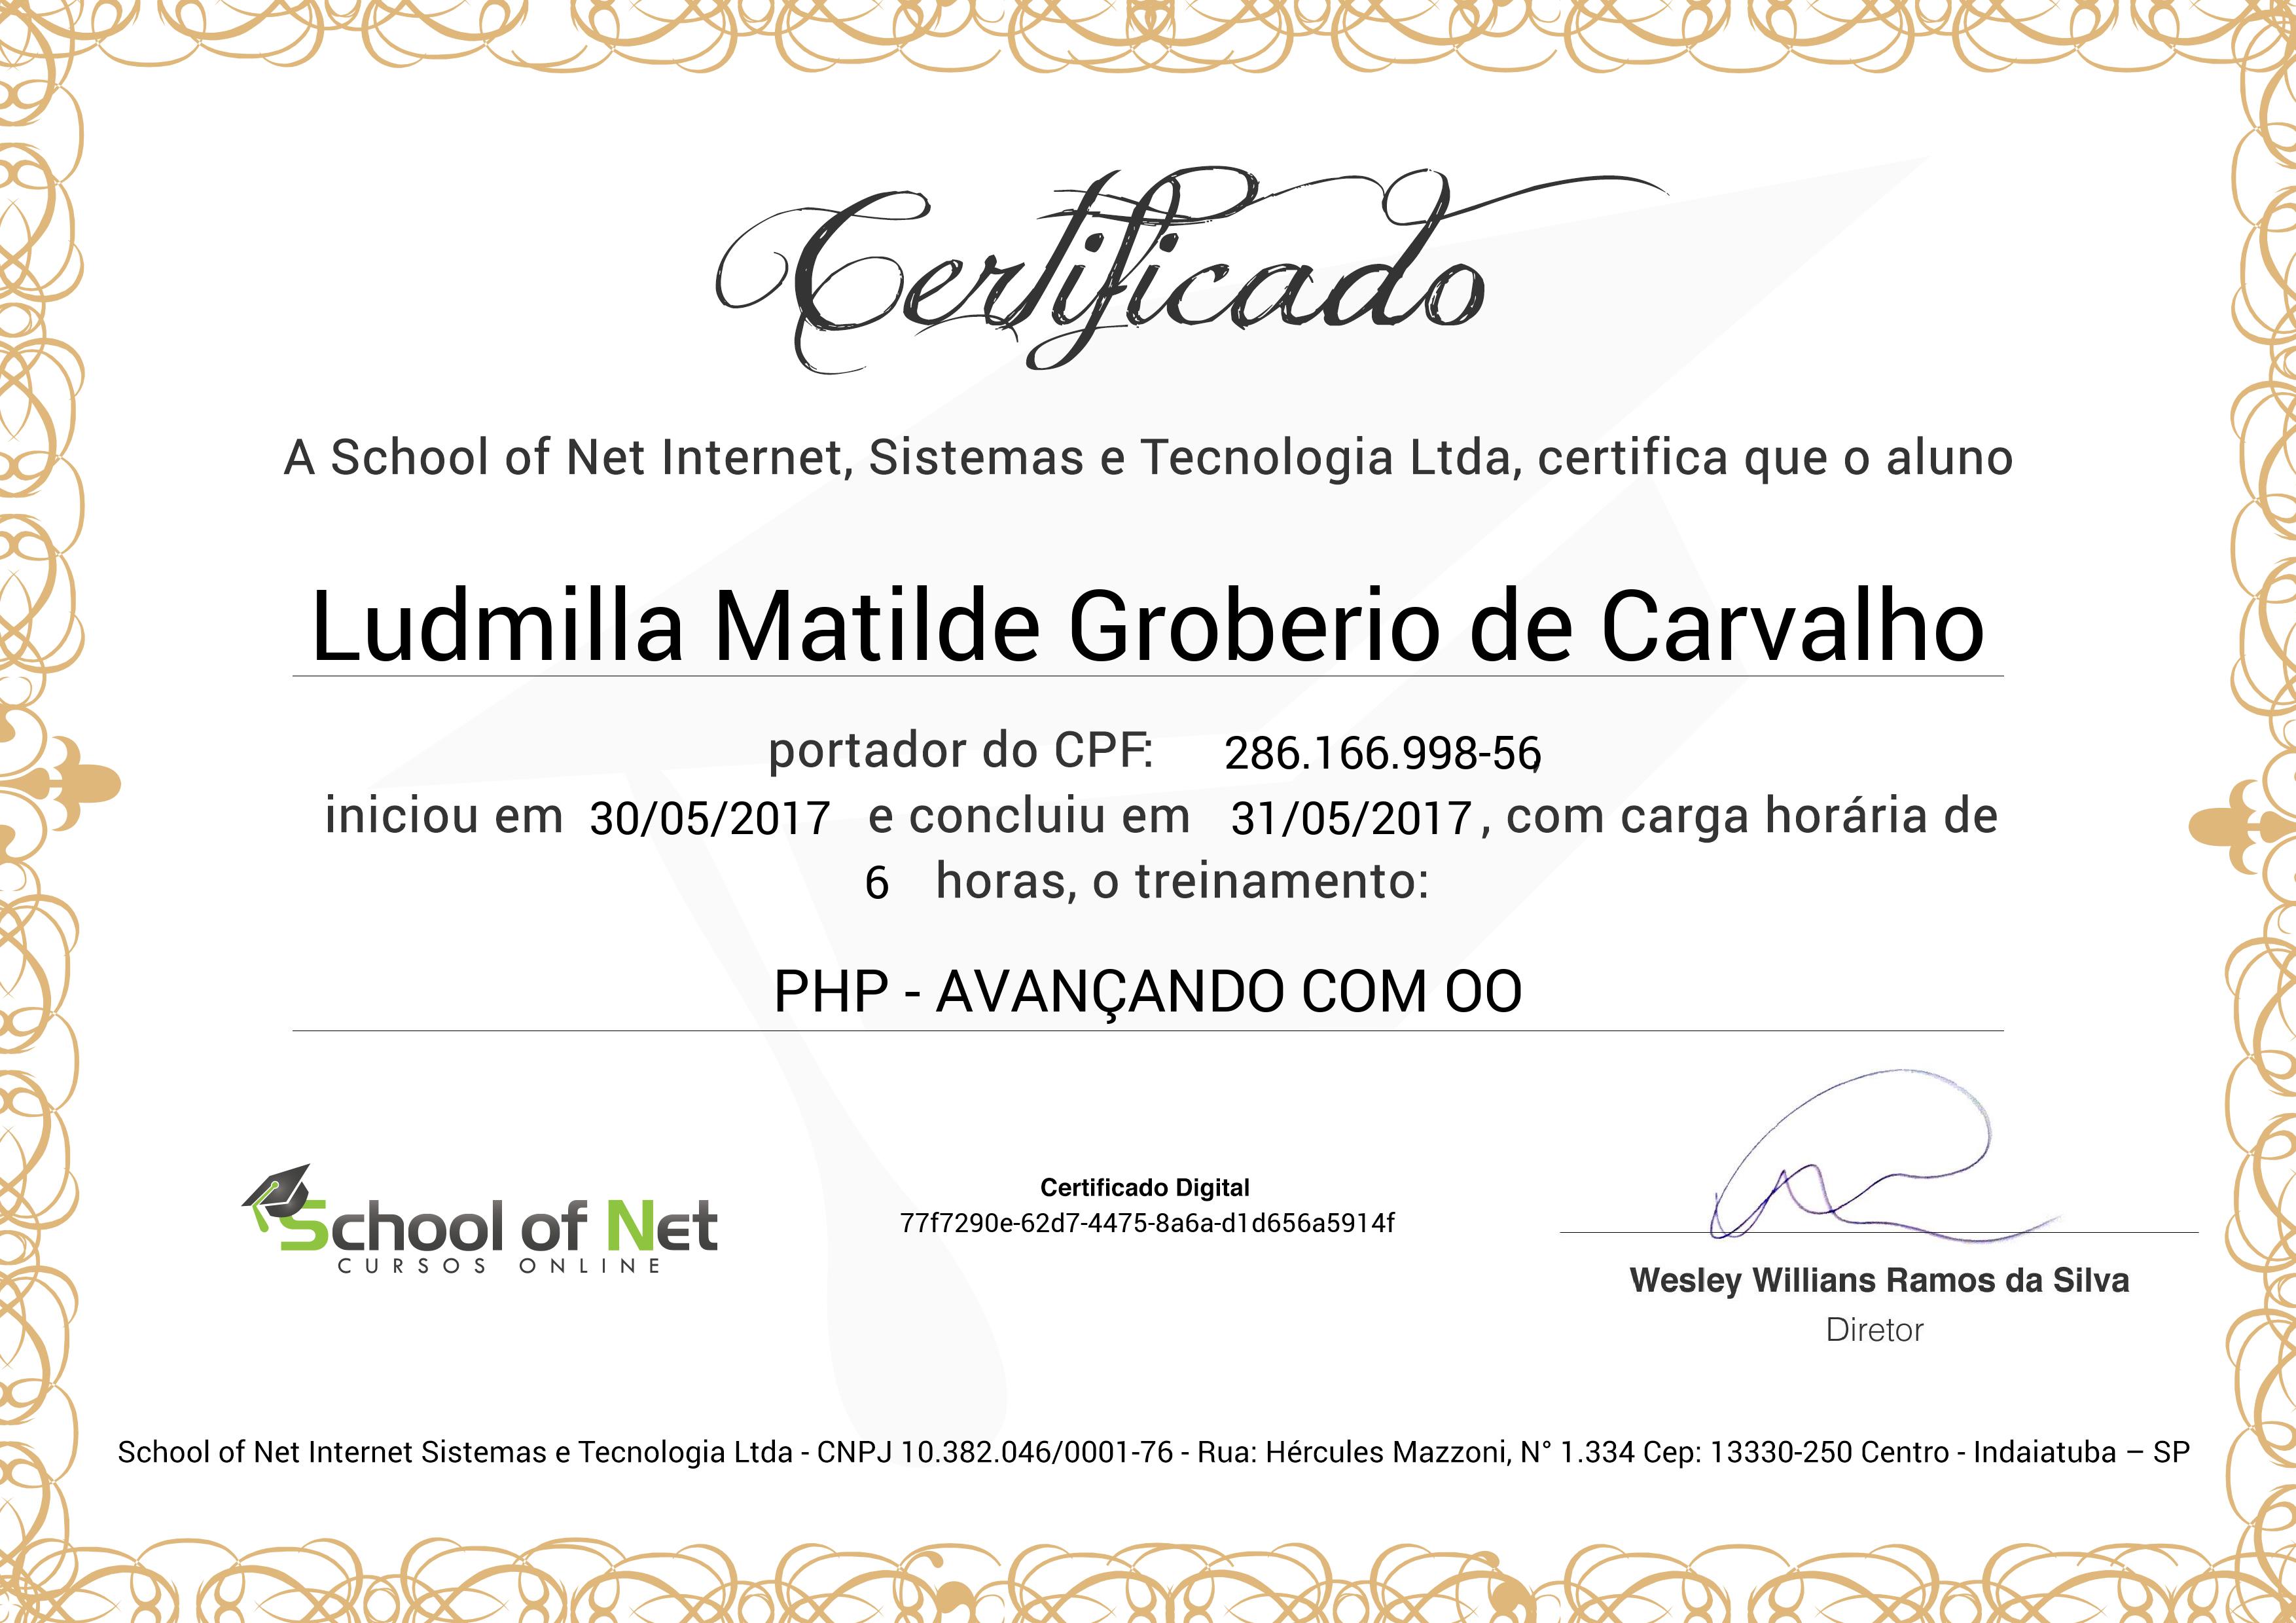 Certificado
A School of Net Internet, Sistemas e Tecnologia Ltda, certifica que o aluno
Ludmilla Matilde Groberio de Carvalho
portador do CPF: 286.166.998-56,
iniciou em 30/05/2017 e concluiu em 31/05/2017, com carga horária de
6 horas, o treinamento:
PHP - AVANÇANDO COM OO
School of Net
CURSOS ONLINE
Certificado Digital
77f7290e-62d7-4475-8a6a-d1d656a5914f
Wesley Willians Ramos da Silva
Diretor
School of Net Internet Sistemas e Tecnologia Ltda - CNPJ 10.382.046/0001-76 - Rua: Hércules Mazzoni, N° 1.334 Cep: 13330-250 Centro - Indaiatuba – SP